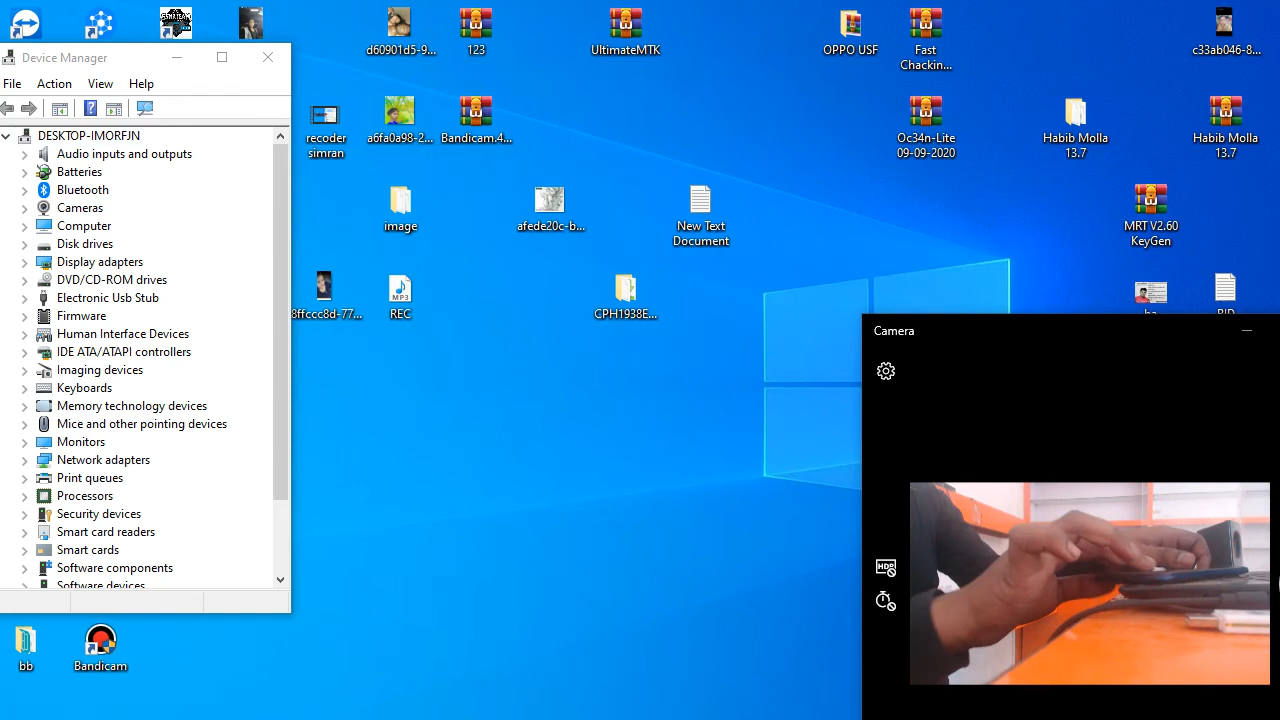 Device Manager
File Action View Help
DESKTOP-IMORFJN
Audio inputs and outputs
Batteries
Bluetooth
Cameras
Computer
Disk drives
Display adapters
DVD/CD-ROM drives
Electronic Usb Stub
Firmware
Human Interface Devices
IDE ATA/ATAPI controllers
Imaging devices
Keyboards
Memory technology devices
Mice and other pointing devices
Monitors
Network adapters
Print queues
Processors
Security devices
Smart card readers
Smart cards
Software components
Software devices
d60901d5-9...
123
UltimateMTK
OPPO USF
Fast
Chackin...
c33ab046-8...
recoder
simran
a6fa0a98-2...
Bandicam.4...
Oc34n-Lite
09-09-2020
Habib Molla
13.7
Habib Molla
13.7
image
afede20c-b...
New Text
Document
MRT V2.60
KeyGen
8ffccc8d-77...
MP3
REC
CPH1938E...
Camera
HDR
bb
Bandicam